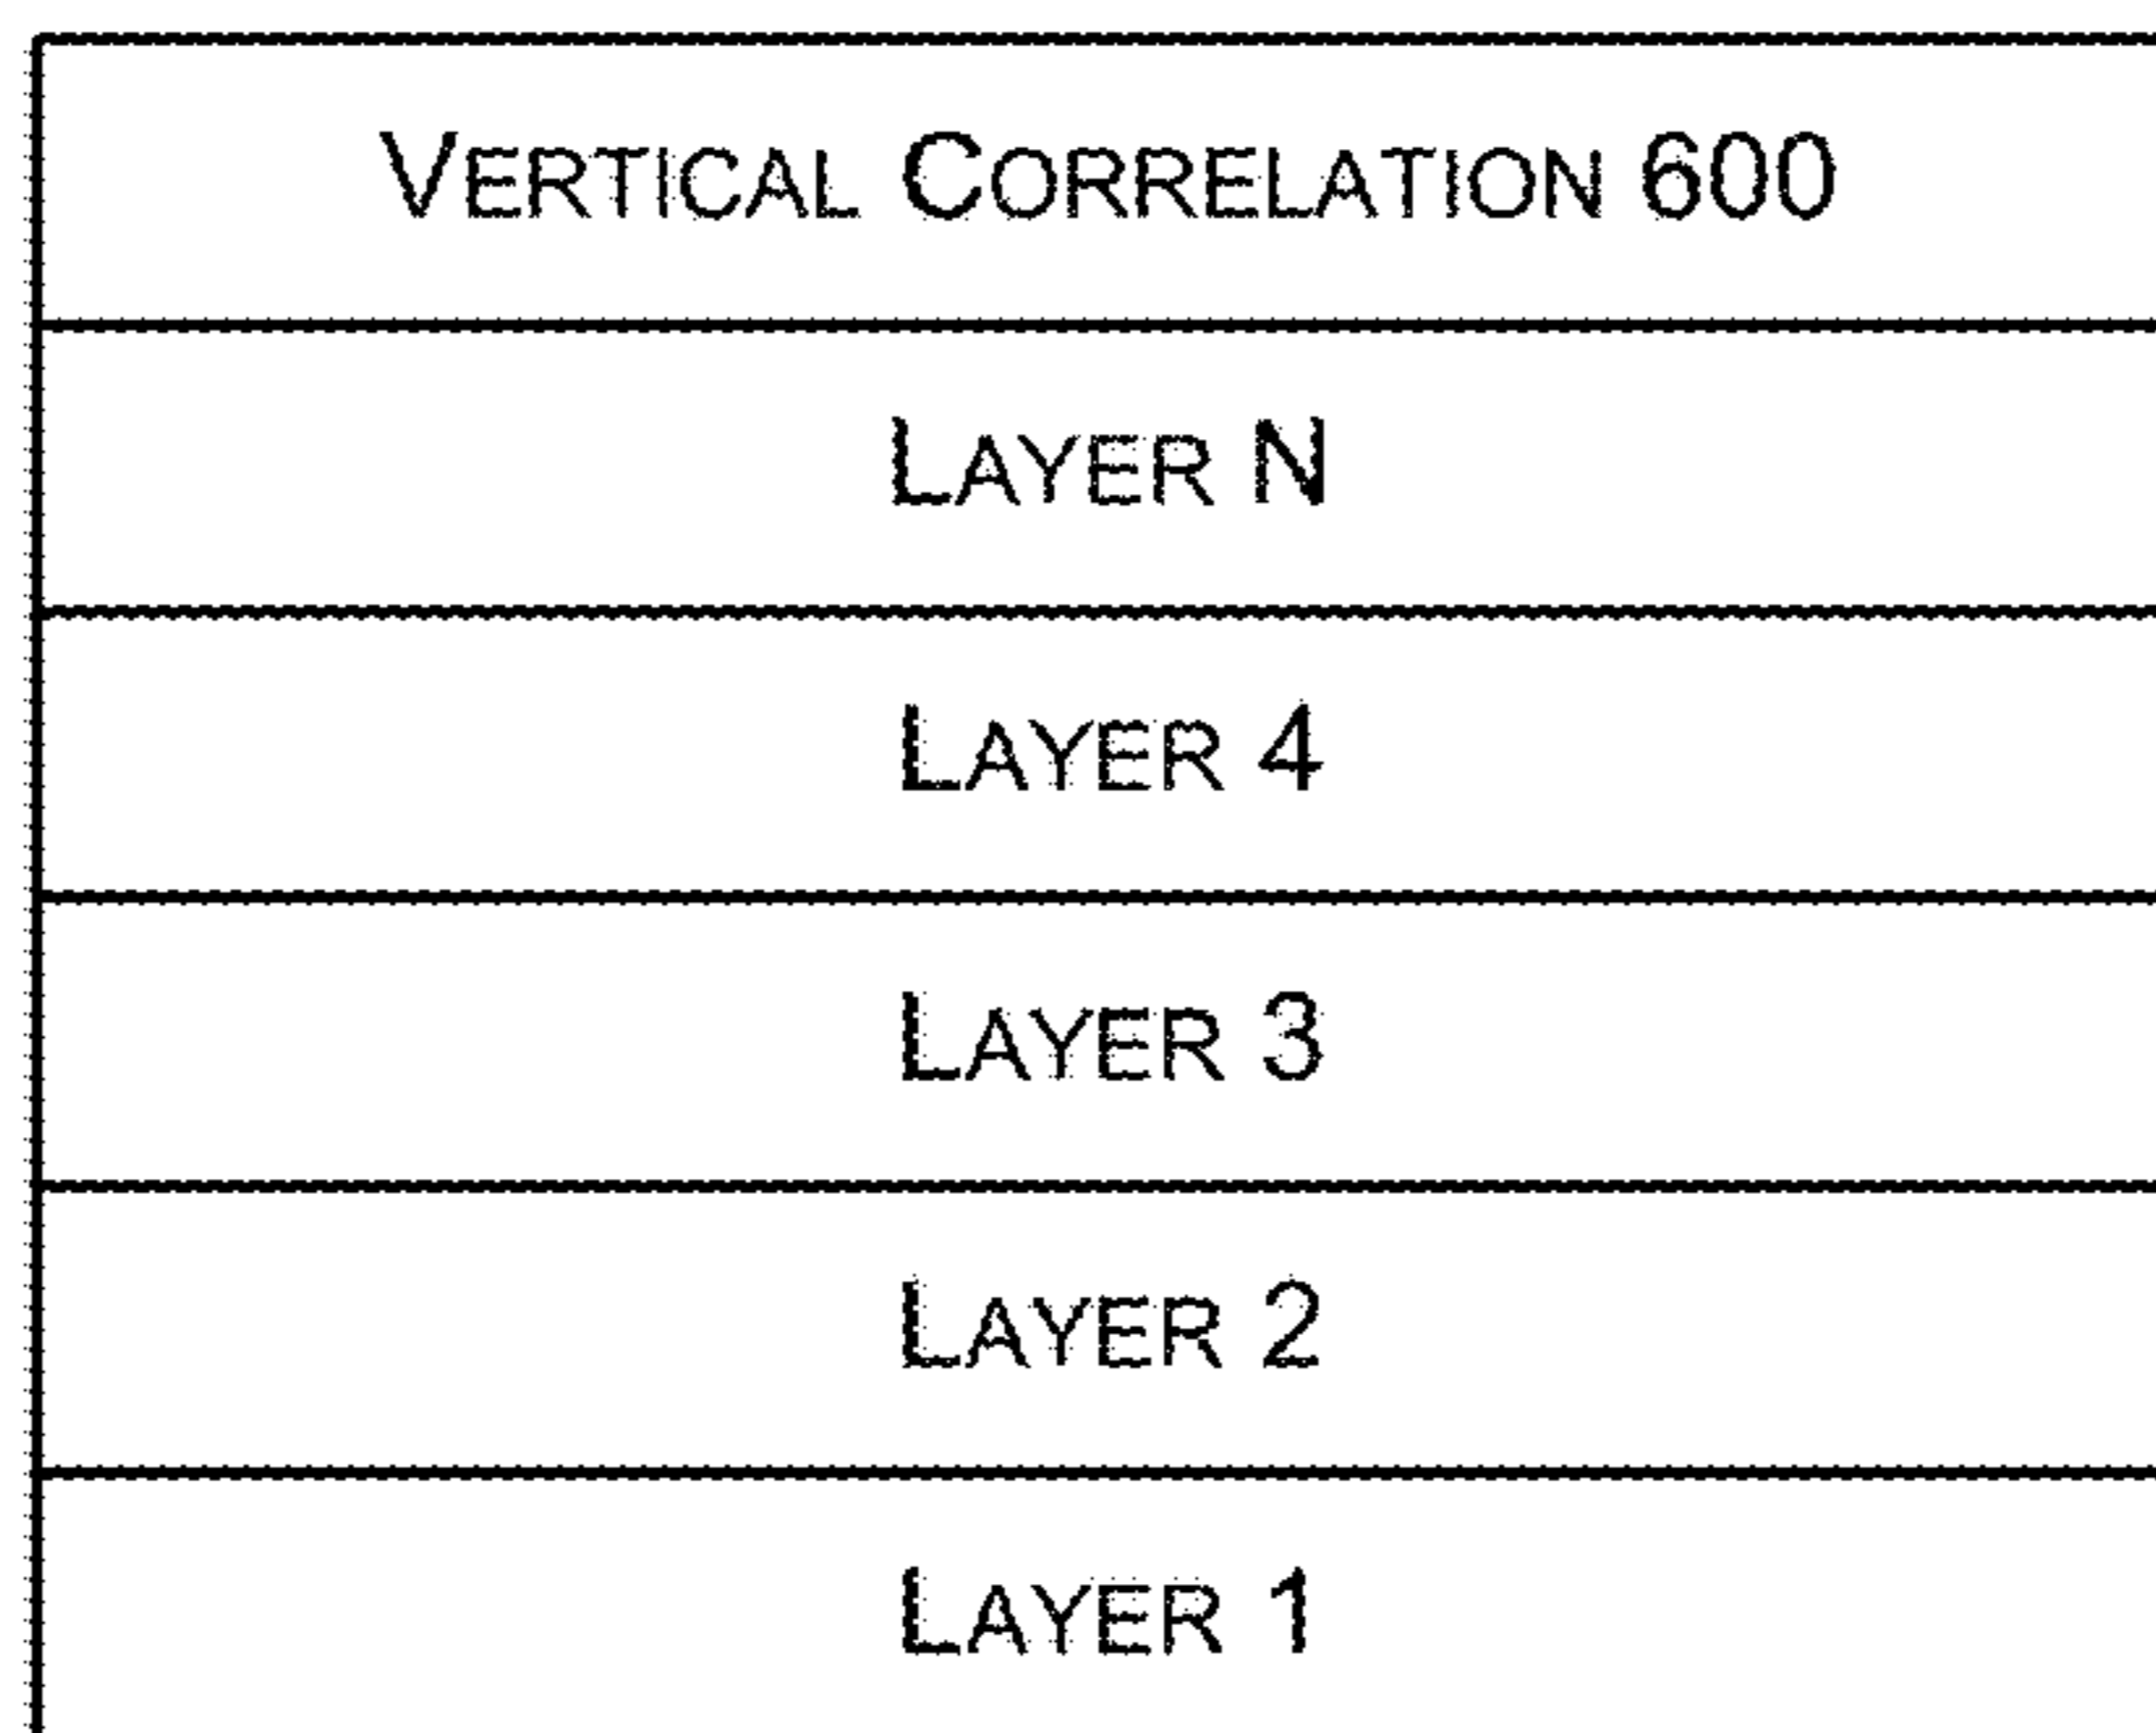 VERTICAL CORRELATION 600
LAYER N
LAYER 4
LAYER 3
LAYER 2
LAYER 1